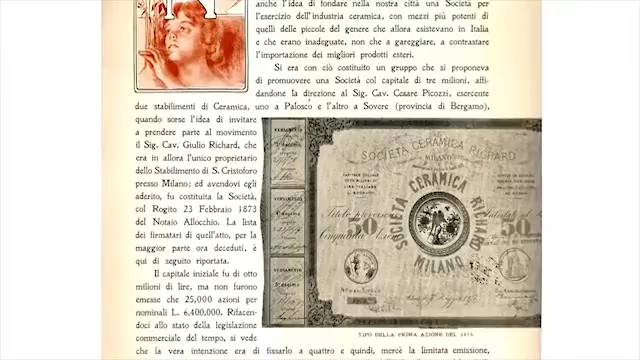 anche l'idea di fondare nella nostra città una Società per
l'esercizio dell'industria ceramica, con mezzi più potenti di
quelli delle piccole del genere che allora esistevano in Italia
e che erano inadeguate, non che a gareggiare, a contrastare
l'importazione dei migliori prodotti esteri.
Si era con ciò costituito un gruppo che si proponeva
di promuovere una Società col capitale di tre milioni, affi-
dandone la direzione al Sig. Cav. Cesare Picozzi, esercente
due stabilimenti di Ceramica, uno a Palosco e l'altro a Sovere (provincia di Bergamo),
quando sorse l'idea di invitare
a prendere parte al movimento
il Sig. Cav. Giulio Richard, che
era in allora l'unico proprietario
dello Stabilimento di S. Cristoforo
presso Milano; ed avendovi egli
aderito, fu costituita la Società,
col Rogito 23 Febbraio 1873
del Notaio Allocchio. La lista
dei firmatari di quell'atto, per la
maggior parte ora deceduti, è
qui di seguito riportata.
Il capitale iniziale fu di otto
milioni di lire, ma non furono
emesse che 25,000 azioni per
nominali L. 6,400,000. Rifacen-
doci allo stato della legislazione
commerciale del tempo, si vede
che la vera intenzione era di fissarlo a quattro e quindi, mercè la limitata emissione,
SOCIETÀ CERAMICA RICHARD
MILANO
SOCIETÀ CERAMICA RICHARD
MILANO
Titolo provvisorio
50
50
Cinquanta Azioni
VERSAMENTO
VERSAMENTO
VERSAMENTO
TIPO DELLA PRIMA AZIONE DEL 1873